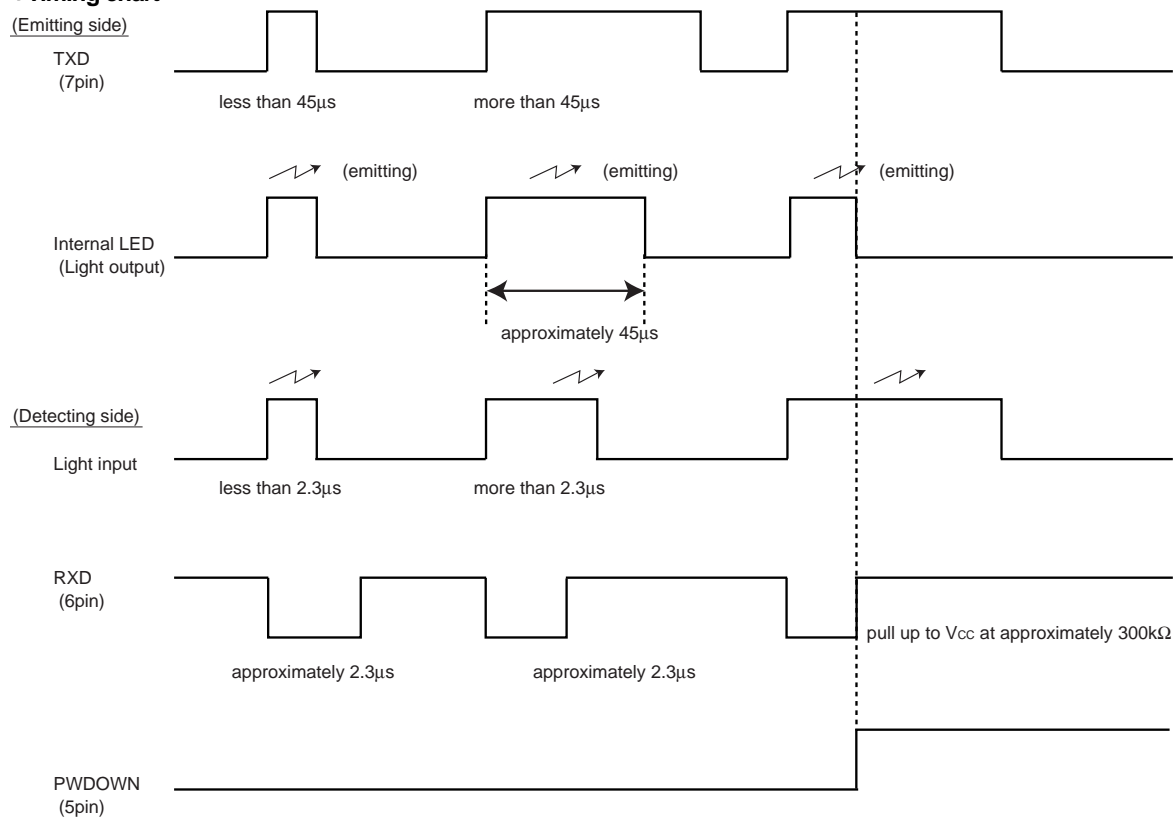 Timing chart
(Emitting side)
TXD
(7pin)
less than 45μs
more than 45μs
(emitting)
(emitting)
(emitting)
Internal LED
(Light output)
approximately 45μs
(Detecting side)
Light input
less than 2.3μs
more than 2.3μs
RXD
(6pin)
pull up to Vcc at approximately 300kΩ
approximately 2.3μs
approximately 2.3μs
PWDOWN
(5pin)